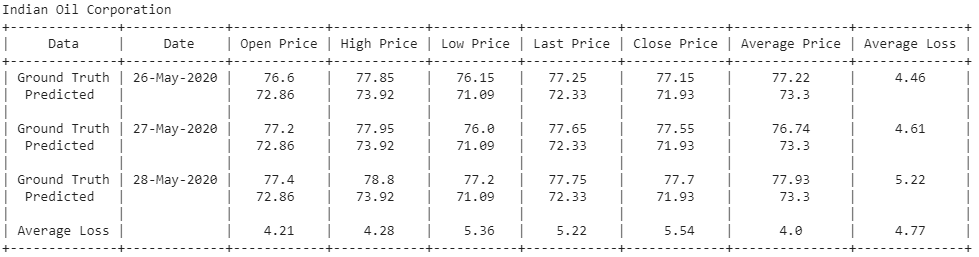 Indian Oil Corporation
+--------------+-------------+------------+------------+-----------+------------+-------------+---------------+--------------+
| Data | Date | Open Price | High Price | Low Price | Last Price | Close Price | Average Price | Average Loss |
+--------------+-------------+------------+------------+-----------+------------+-------------+---------------+--------------+
| Ground Truth | 26-May-2020 | 76.6 | 77.85 | 76.15 | 77.25 | 77.15 | 77.22 | 4.46 |
| Predicted | | 72.86 | 73.92 | 71.09 | 72.33 | 71.93 | 73.3 | |
| | | | | | | | | |
| Ground Truth | 27-May-2020 | 77.2 | 77.95 | 76.0 | 77.65 | 77.55 | 76.74 | 4.61 |
| Predicted | | 72.86 | 73.92 | 71.09 | 72.33 | 71.93 | 73.3 | |
| | | | | | | | | |
| Ground Truth | 28-May-2020 | 77.4 | 78.8 | 77.2 | 77.75 | 77.7 | 77.93 | 5.22 |
| Predicted | | 72.86 | 73.92 | 71.09 | 72.33 | 71.93 | 73.3 | |
| | | | | | | | | |
| Average Loss | | 4.21 | 4.28 | 5.36 | 5.22 | 5.54 | 4.0 | 4.77 |
+--------------+-------------+------------+------------+-----------+------------+-------------+---------------+--------------+